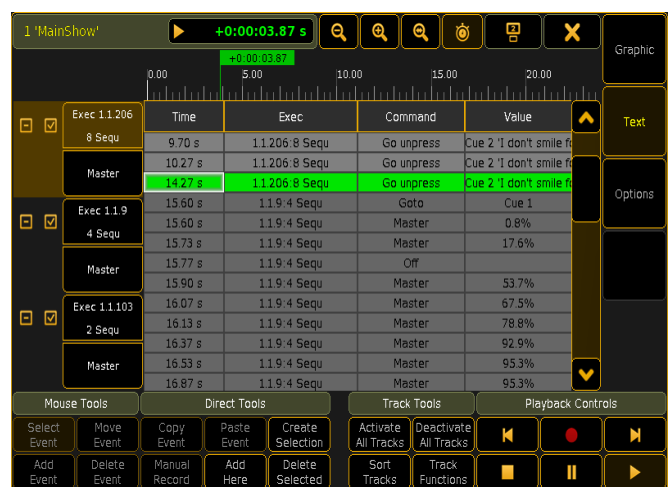 1 'MainShow'
+0:00:03.87 s
2
Graphic
+0:00:03.87
0.00 5.00 10.00 15.00 20.00
Exec 1.1.206
8 Sequ
Master
Exec 1.1.9
4 Sequ
Master
Exec 1.1.103
2 Sequ
Master
Time Exec Command Value
9.70 s 1.1.206:8 Sequ Go unpress Cue 2 'I don't smile fo
10.27 s 1.1.206:8 Sequ Go unpress Cue 2 'I don't smile fo
14.27 s 1.1.206:8 Sequ Go unpress Cue 2 'I don't smile fo
15.60 s 1.1.9:4 Sequ Goto Cue 1
15.60 s 1.1.9:4 Sequ Master 0.8%
15.73 s 1.1.9:4 Sequ Master 17.6%
15.77 s 1.1.9:4 Sequ Off
15.90 s 1.1.9:4 Sequ Master 53.7%
16.07 s 1.1.9:4 Sequ Master 67.5%
16.13 s 1.1.9:4 Sequ Master 78.8%
16.37 s 1.1.9:4 Sequ Master 92.9%
16.53 s 1.1.9:4 Sequ Master 95.3%
16.87 s 1.1.9:4 Sequ Master 95.3%
Text
Options
Mouse Tools Direct Tools Track Tools Playback Controls
Select Event
Move Event
Copy Event
Paste Event
Create Selection
Activate All Tracks
Deactivate All Tracks
Add Event
Delete Event
Manual Record
Add Here
Delete Selected
Sort Tracks
Track Functions